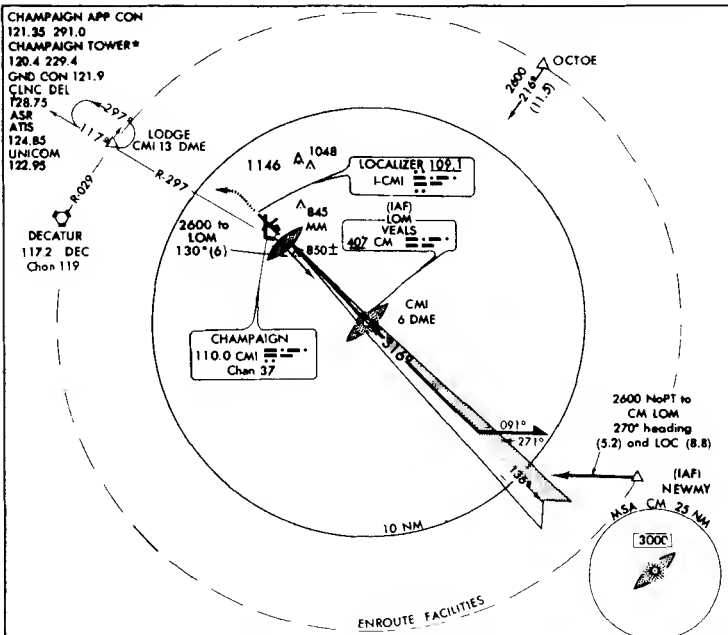 CHAMPAIGN APP CON
121.35 291.0
CHAMPAIGN TOWER*
120.4 229.4
GND CON 121.9
CLNC DEL
128.75
ASR
ATIS
124.85
UNICOM
122.95
OCTOE
2600
216°
(11.5)
297°
117°
LODGE
CMI 13 DME
R-029
R-297
DECATUR
117.2 DEC
Chan 119
1146
1048
LOCALIZER 109.1
I-CMI
845
MM
850±
(IAF)
LOM
VEALS
407 CM
2600 to
LOM
130° (6)
CMI
6 DME
CHAMPAIGN
110.0 CMI
Chan 37
316°
091°
271°
136°
2600 NoPT to
CM LOM
270° heading
(5.2) and LOC (8.8)
(IAF)
NEWMY
10 NM
MSA CM 25 NM
3000
ENROUTE FACILITIES